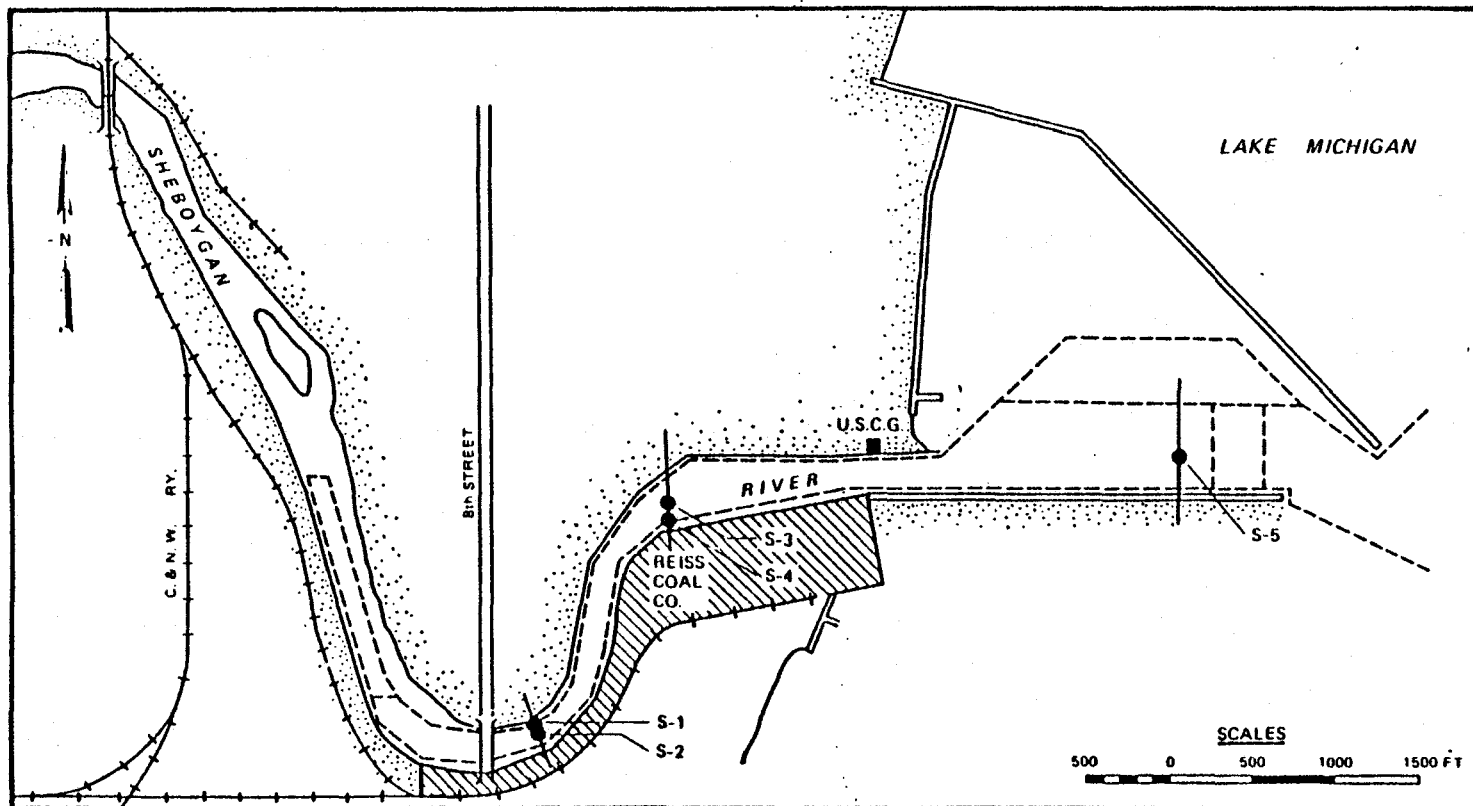 LAKE MICHIGAN
SHEBOYGAN
N
C. & N.W. RY.
8th STREET
U.S.C.G.
RIVER
S-3
S-4
S-5
REISS
COAL
CO.
S-1
S-2
SCALES
500 0 500 1000 1500 FT